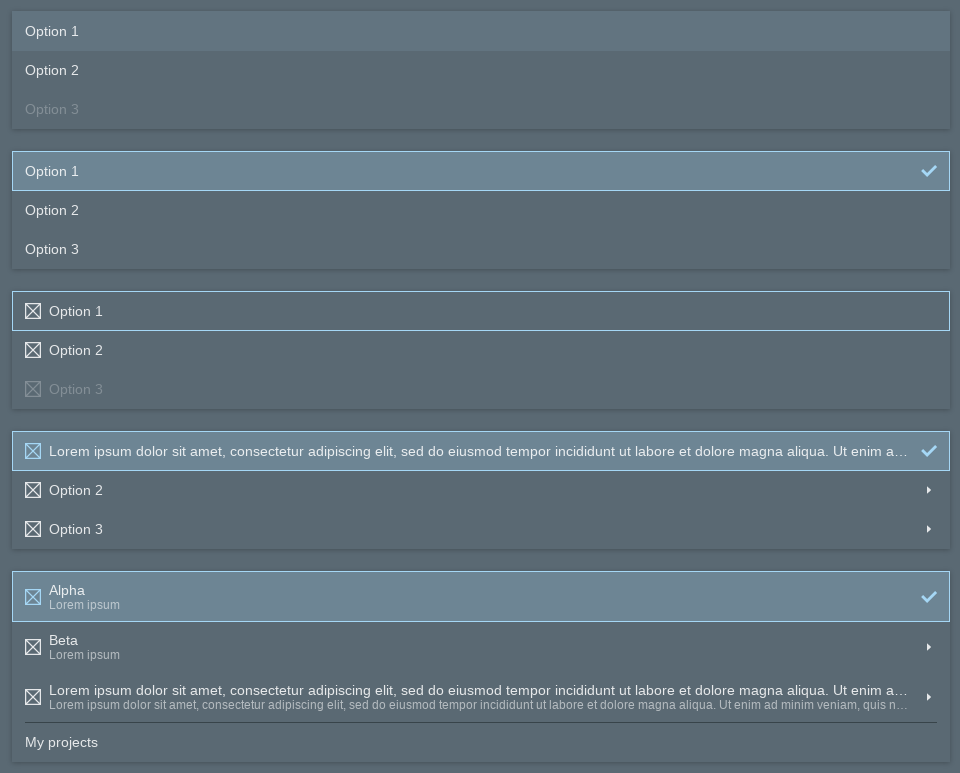 Option 1
Option 2
Option 3
Option 1
Option 2
Option 3
Option 1
Option 2
Option 3
Lorem ipsum dolor sit amet, consectetur adipiscing elit, sed do eiusmod tempor incididunt ut labore et dolore magna aliqua. Ut enim a…
Option 2
Option 3
Alpha
Lorem ipsum
Beta
Lorem ipsum
Lorem ipsum dolor sit amet, consectetur adipiscing elit, sed do eiusmod tempor incididunt ut labore et dolore magna aliqua. Ut enim a…
Lorem ipsum dolor sit amet, consectetur adipiscing elit, sed do eiusmod tempor incididunt ut labore et dolore magna aliqua. Ut enim ad minim veniam, quis n…
My projects